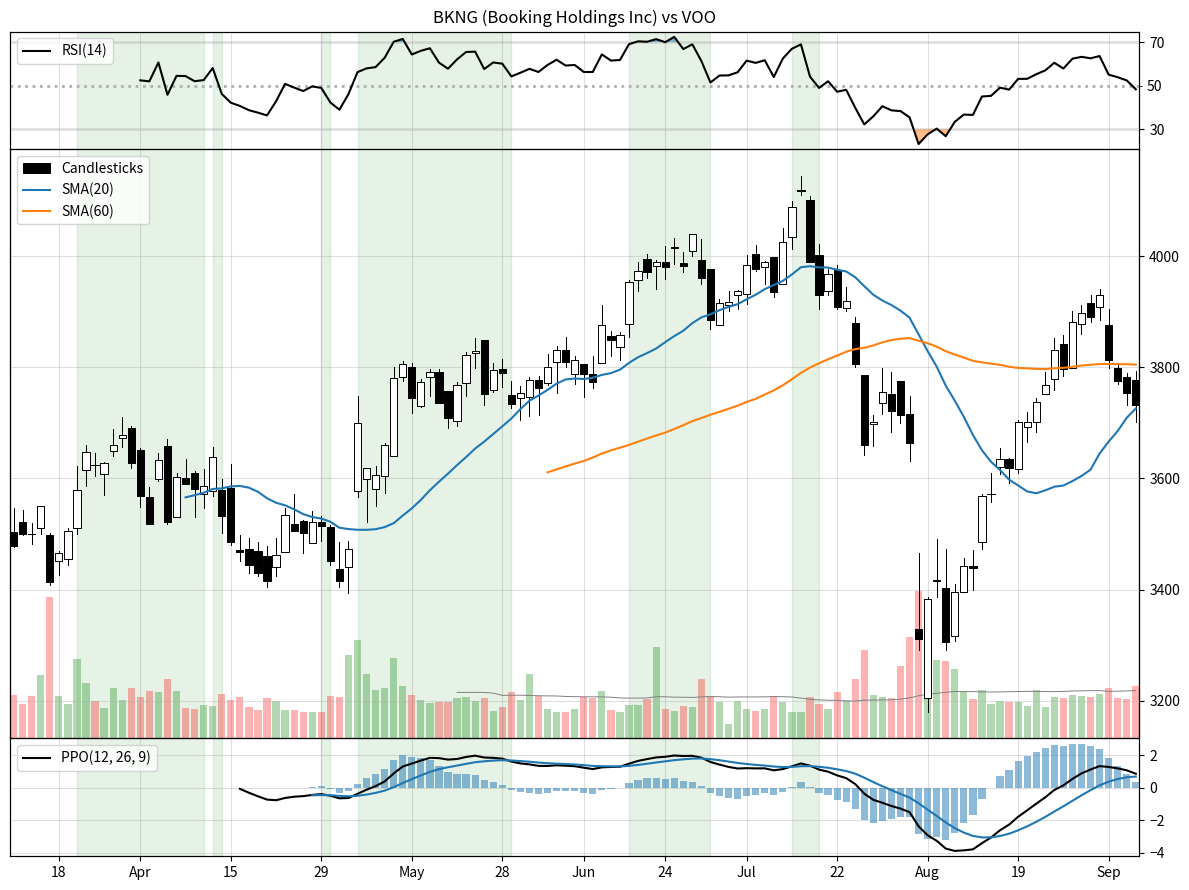 BKNG (Booking Holdings Inc) vs VOO
RSI(14)
70
50
30
Candlesticks
SMA(20)
SMA(60)
4000
3800
3600
3400
3200
PPO(12, 26, 9)
2
0
−2
−4
18 Apr 15 29 May 28 Jun 24 Jul 22 Aug 19 Sep